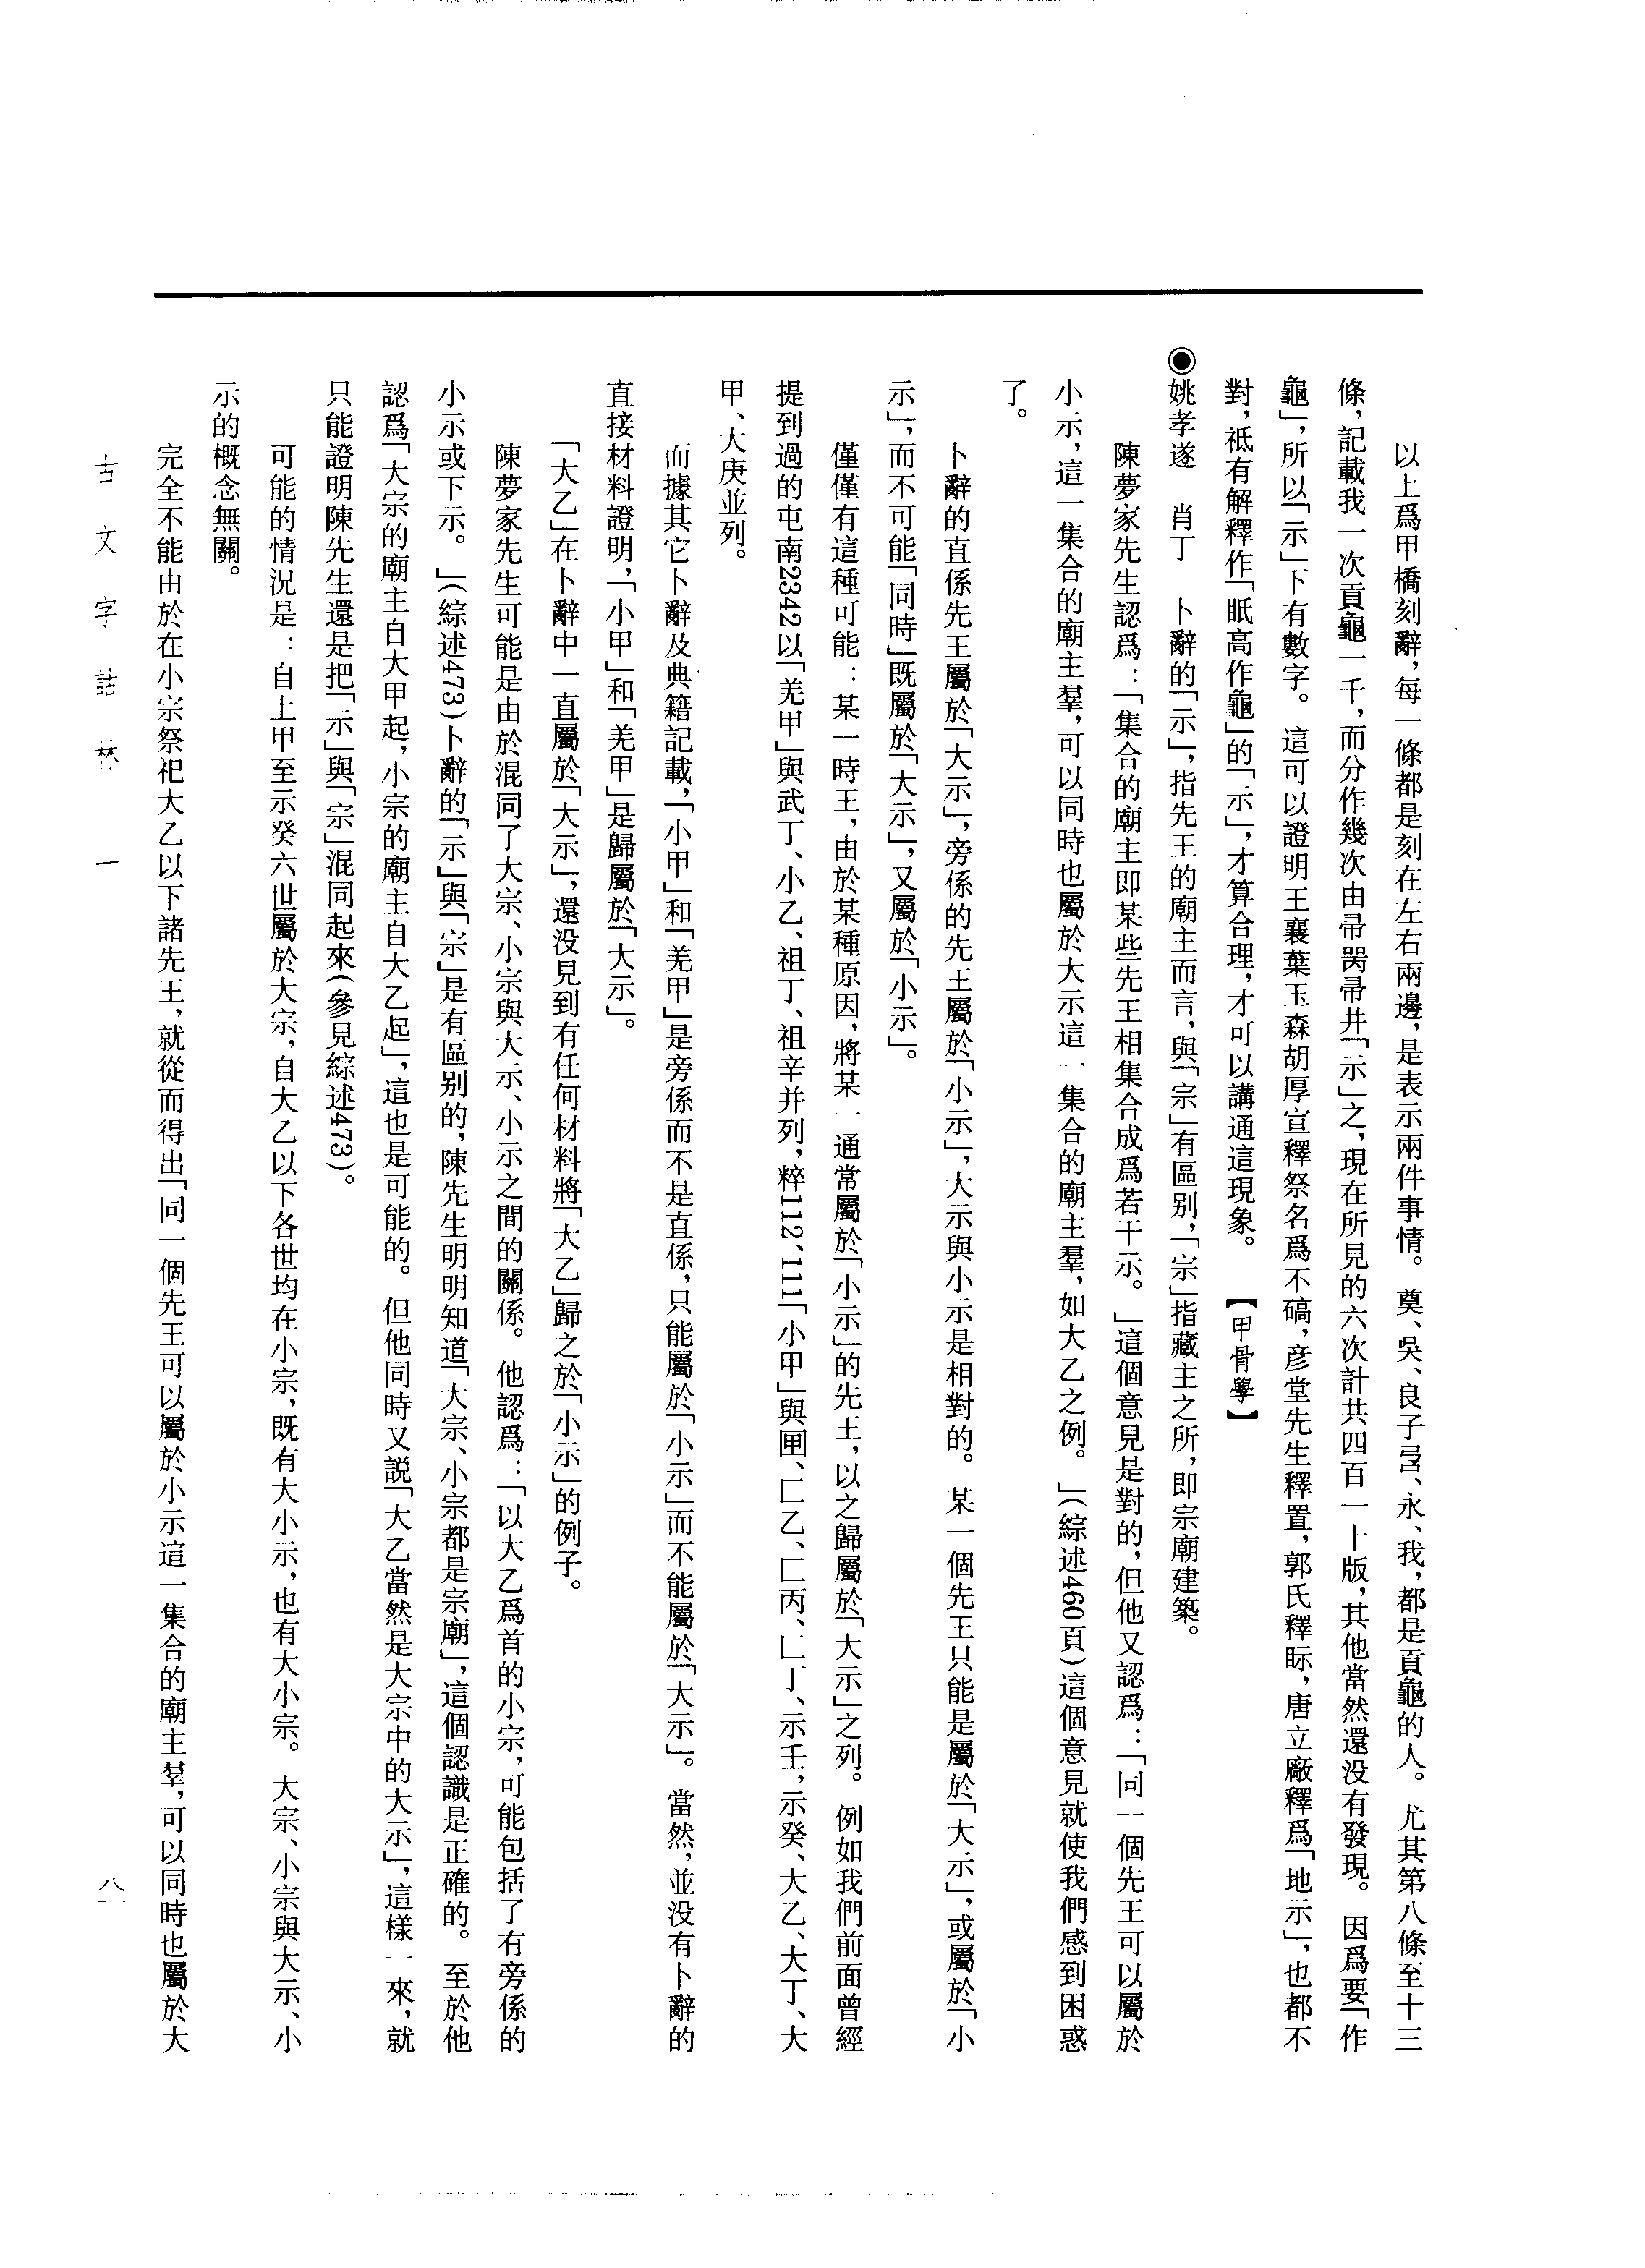 以上爲甲橋刻辭，每一條都是刻在左右兩邊，是表示兩件事情。奠、吳、良子𢎥、永、我，都是貢龜的人。尤其第八條至十三
條，記載我一次貢龜一千，而分作幾次由帚㗊帚井「示」之，現在所見的六次計共四百一十版，其他當然還没有發現。因爲要「作
龜」，所以「示」下有數字。這可以證明王襄葉玉森胡厚宣釋祭名爲不碻，彦堂先生釋置，郭氏釋眎，唐立厰釋爲「地示」，也都不
對，祇有解釋作「眂高作龜」的「示」，才算合理，才可以講通這現象。【甲骨學】
◉姚孝遂　肖丁　卜辭的「示」，指先王的廟主而言，與「宗」有區别，「宗」指藏主之所，即宗廟建築。
陳夢家先生認爲：「集合的廟主即某些先王相集合成爲若干示。」這個意見是對的，但他又認爲：「同一個先王可以屬於
小示，這一集合的廟主羣，可以同時也屬於大示這一集合的廟主羣，如大乙之例。」（綜述460頁）這個意見就使我們感到困惑
了。
卜辭的直係先王屬於「大示」，旁係的先王屬於「小示」，大示與小示是相對的。某一個先王只能是屬於「大示」，或屬於「小
示」，而不可能「同時」既屬於「大示」，又屬於「小示」。
僅僅有這種可能：某一時王，由於某種原因，將某一通常屬於「小示」的先王，以之歸屬於「大示」之列。例如我們前面曾經
提到過的屯南2342以「羌甲」與武丁、小乙、祖丁、祖辛并列，粹112、111「小甲」與囲、匚乙、匚丙、匚丁、示壬，示癸、大乙、大丁、大
甲、大庚並列。
而據其它卜辭及典籍記載，「小甲」和「羌甲」是旁係而不是直係，只能屬於「小示」而不能屬於「大示」。當然，並没有卜辭的
直接材料證明，「小甲」和「羌甲」是歸屬於「大示」。
「大乙」在卜辭中一直屬於「大示」，還没見到有任何材料將「大乙」歸之於「小示」的例子。
陳夢家先生可能是由於混同了大宗、小宗與大示、小示之間的關係。他認爲：「以大乙爲首的小宗，可能包括了有旁係的
小示或下示。」（綜述473）卜辭的「示」與「宗」是有區别的，陳先生明明知道「大宗、小宗都是宗廟」，這個認識是正確的。至於他
認爲「大宗的廟主自大甲起，小宗的廟主自大乙起」，這也是可能的。但他同時又説「大乙當然是大宗中的大示」，這樣一來，就
只能證明陳先生還是把「示」與「宗」混同起來（參見綜述473）。
可能的情況是：自上甲至示癸六世屬於大宗，自大乙以下各世均在小宗，既有大小示，也有大小宗。大宗、小宗與大示、小
示的概念無關。
完全不能由於在小宗祭祀大乙以下諸先王，就從而得出「同一個先王可以屬於小示這一集合的廟主羣，可以同時也屬於大
古文字詁林　一